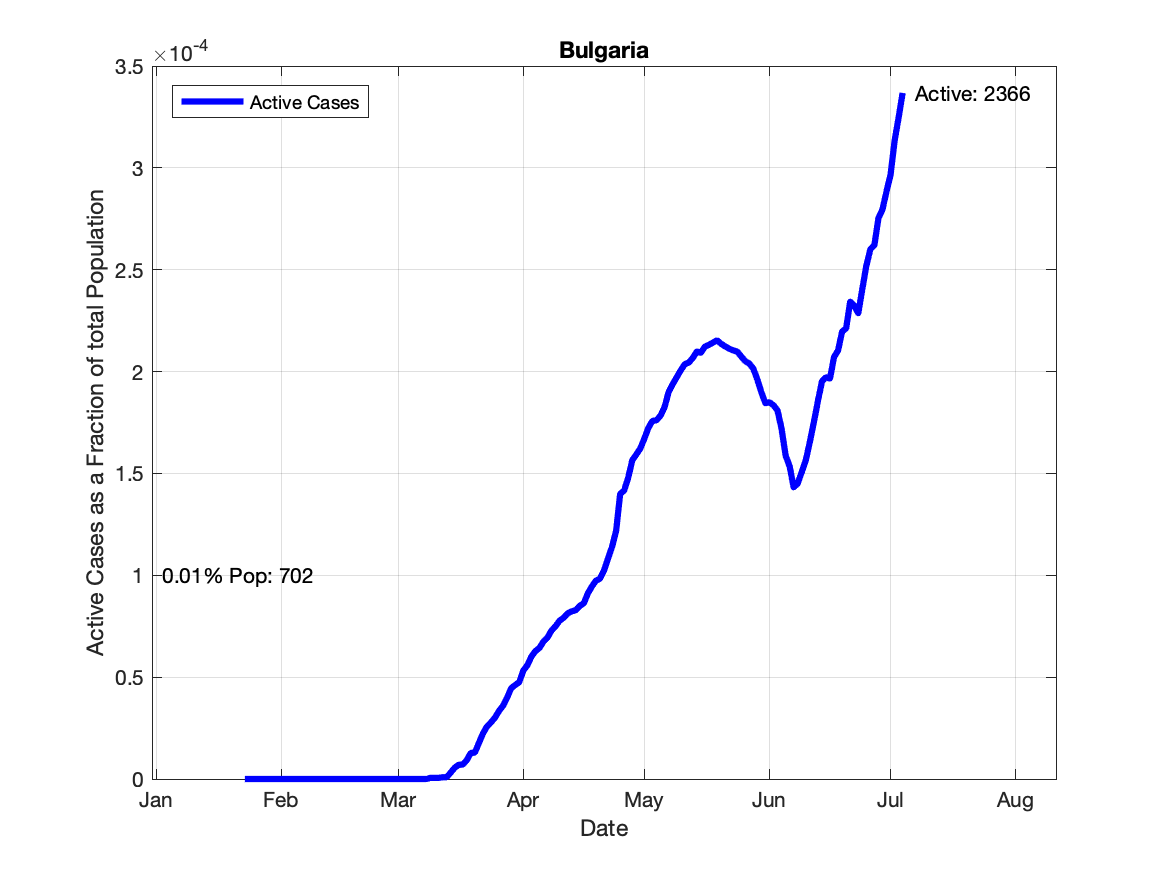 Bulgaria
×10-4
3.5
3
2.5
2
1.5
1
0.5
0
Active Cases as a Fraction of total Population
Active Cases
Active: 2366
0.01% Pop: 702
Jan Feb Mar Apr May Jun Jul Aug
Date